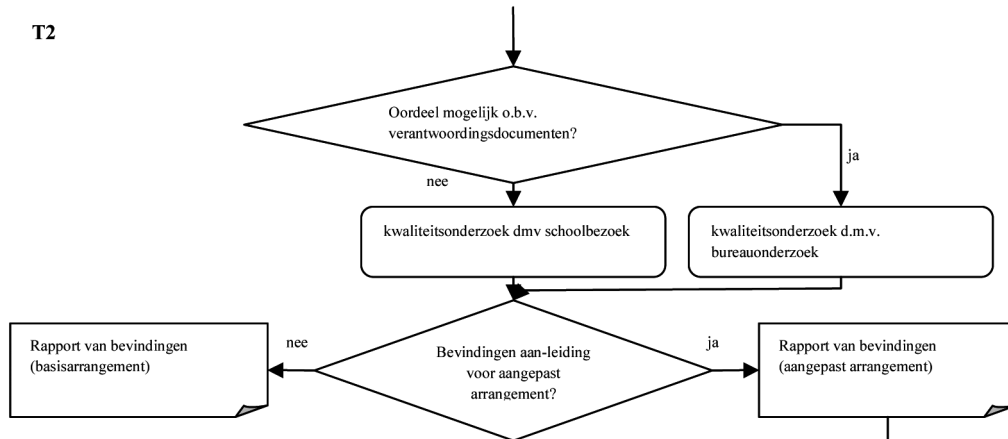 T2
Oordeel mogelijk o.b.v.
verantwoordingsdocumenten?
ja
nee
kwaliteitsonderzoek dmv schoolbezoek
kwaliteitsonderzoek d.m.v.
bureauonderzoek
Rapport van bevindingen
(basisarrangement)
nee
Bevindingen aan-leiding
voor aangepast
arrangement?
ja
Rapport van bevindingen
(aangepast arrangement)